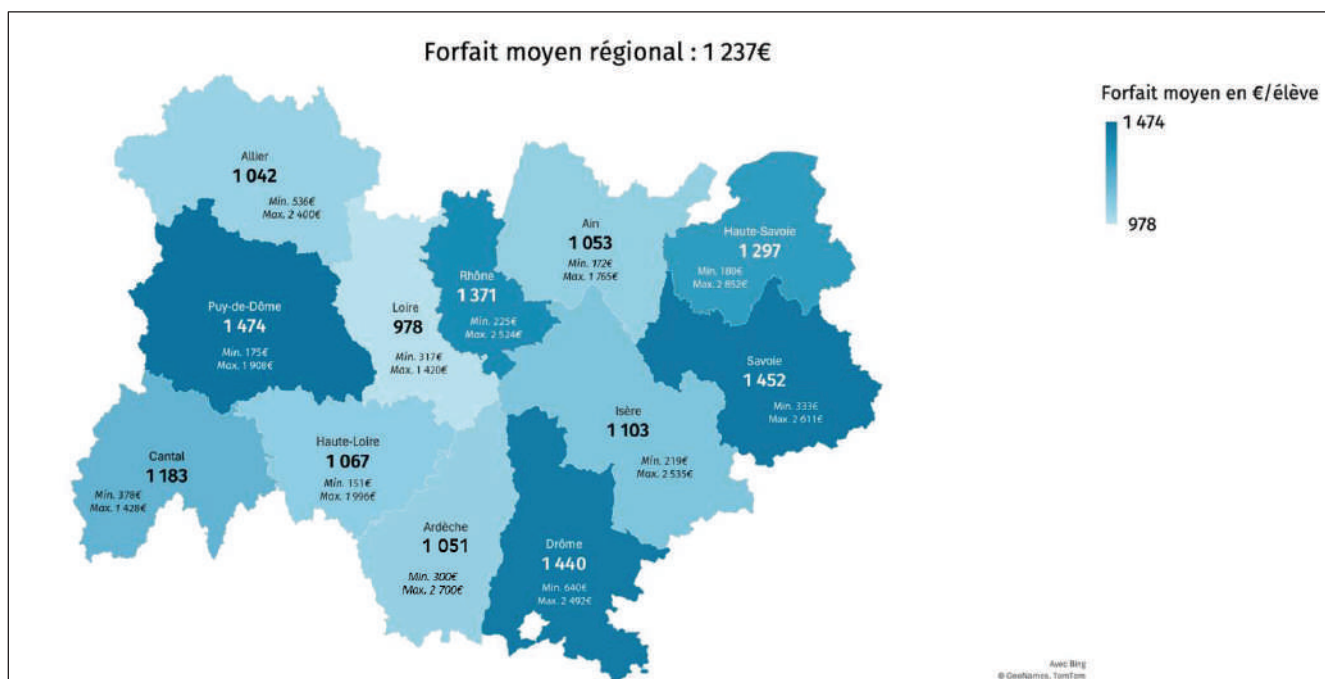 Forfait moyen régional : 1 237€
Forfait moyen en €/élève
1 474
978
Allier
1 042
Min. 536€
Max. 2 400€
Ain
1 053
Min. 172€
Max. 1 765€
Haute-Savoie
1 297
Min. 180€
Max. 2 852€
Rhône
1 371
Min. 225€
Max. 2 524€
Puy-de-Dôme
1 474
Min. 175€
Max. 1 908€
Loire
978
Min. 317€
Max. 1 420€
Savoie
1 452
Min. 333€
Max. 2 611€
Isère
1 103
Min. 219€
Max. 2 535€
Cantal
1 183
Min. 378€
Max. 1 428€
Haute-Loire
1 067
Min. 151€
Max. 1 996€
Ardèche
1 051
Min. 300€
Max. 2 700€
Drôme
1 440
Min. 640€
Max. 2 492€
Avec Bing
© GeoNames, TomTom